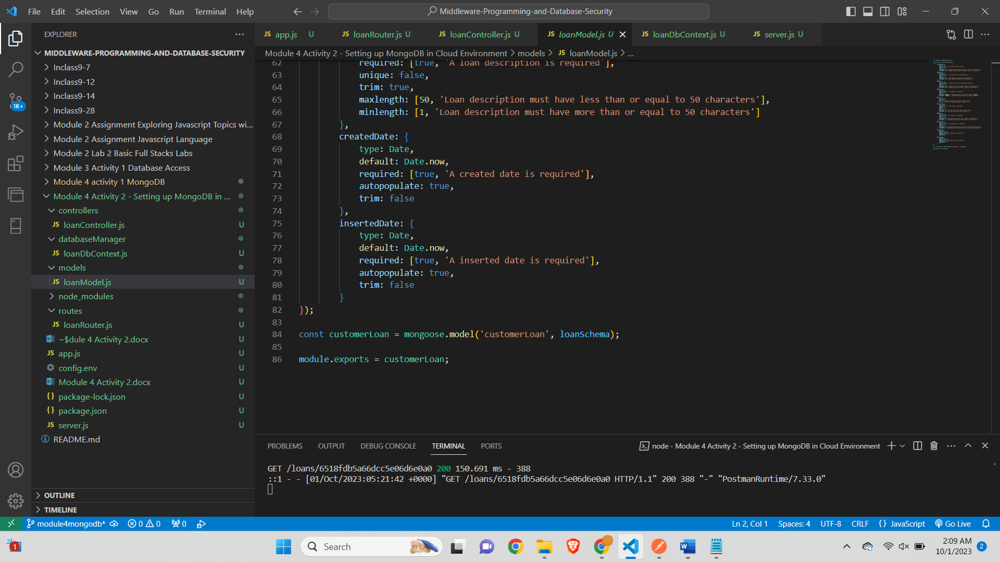 File Edit Selection View Go Run Terminal Help
Middleware-Programming-and-Database-Security
EXPLORER
MIDDLEWARE-PROGRAMMING-AND-DATABASE-SECURITY
Inclass9-7
Inclass9-12
Inclass9-14
1K+
Inclass9-28
Module 2 Assignment Exploring Javascript Topics wi...
Module 2 Assignment Javascript Language
Module 2 Lab 2 Basic Full Stacks Labs
Module 3 Activity 1 Database Access
Module 4 activity 1 MongoDB
Module 4 Activity 2 - Setting up MongoDB in ...
controllers
JS loanController.js U
databaseManager
JS loanDbContext.js U
models
JS loanModel.js U
node_modules
routes
JS loanRouter.js U
~$dule 4 Activity 2.docx U
JS app.js U
config.env U
Module 4 Activity 2.docx U
{} package-lock.json U
{} package.json U
JS server.js U
README.md
OUTLINE
TIMELINE
JS app.js U JS loanRouter.js U JS loanController.js U JS loanModel.js U JS loanDbContext.js U JS server.js U
Module 4 Activity 2 - Setting up MongoDB in Cloud Environment > models > JS loanModel.js > ...
62 required: [true, 'A loan description is required'],
63 unique: false,
64 trim: true,
65 maxlength: [50, 'Loan description must have less than or equal to 50 characters'],
66 minlength: [1, 'Loan description must have more than or equal to 50 characters']
67 },
68 createdDate: {
69 type: Date,
70 default: Date.now,
71 required: [true, 'A created date is required'],
72 autopopulate: true,
73 trim: false
74 },
75 insertedDate: {
76 type: Date,
77 default: Date.now,
78 required: [true, 'A inserted date is required'],
79 autopopulate: true,
80 trim: false
81 }
82 });
83
84 const customerLoan = mongoose.model('customerLoan', loanSchema);
85
86 module.exports = customerLoan;
PROBLEMS OUTPUT DEBUG CONSOLE TERMINAL PORTS
node - Module 4 Activity 2 - Setting up MongoDB in Cloud Environment
GET /loans/6518fdb5a66dcc5e06d6e0a0 200 150.691 ms - 388
::1 - - [01/Oct/2023:05:21:42 +0000] "GET /loans/6518fdb5a66dcc5e06d6e0a0 HTTP/1.1" 200 388 "-" "PostmanRuntime/7.33.0"
module4mongodb* 0 0 0
Ln 2, Col 1 Spaces: 4 UTF-8 CRLF {} JavaScript Go Live
1
Search
W
2:09 AM
10/1/2023
2